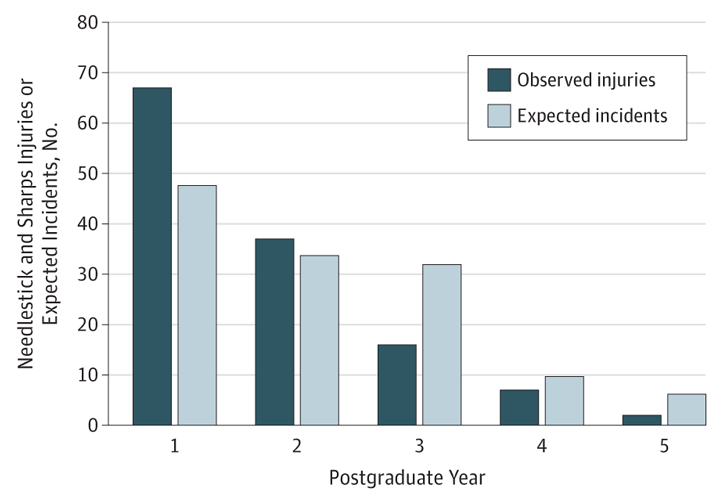 80
70
60
50
40
30
20
10
0
Needlestick and Sharps Injuries or
Expected Incidents, No.
Observed injuries
Expected incidents
1 2 3 4 5
Postgraduate Year